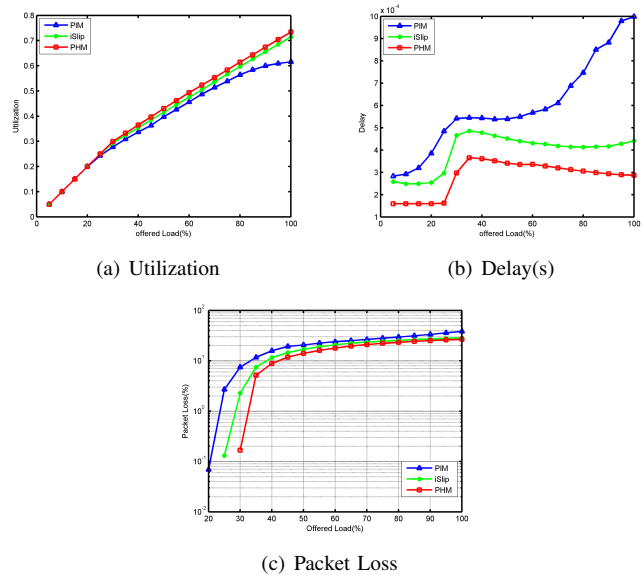 0.8
0.7
0.6
0.5
0.4
0.3
0.2
0.1
0
Utilization
PIM
iSlip
PHM
0 20 40 60 80 100
offered Load(%)
(a) Utilization
x 10^-4
10
9
8
7
6
5
4
3
2
1
Delay
PIM
iSlip
PHM
0 20 40 60 80 100
offered Load(%)
(b) Delay(s)
10^2
10^1
10^0
10^-1
10^-2
Packet Loss(%)
PIM
iSlip
PHM
20 30 40 50 60 70 80 90 100
Offered Load(%)
(c) Packet Loss